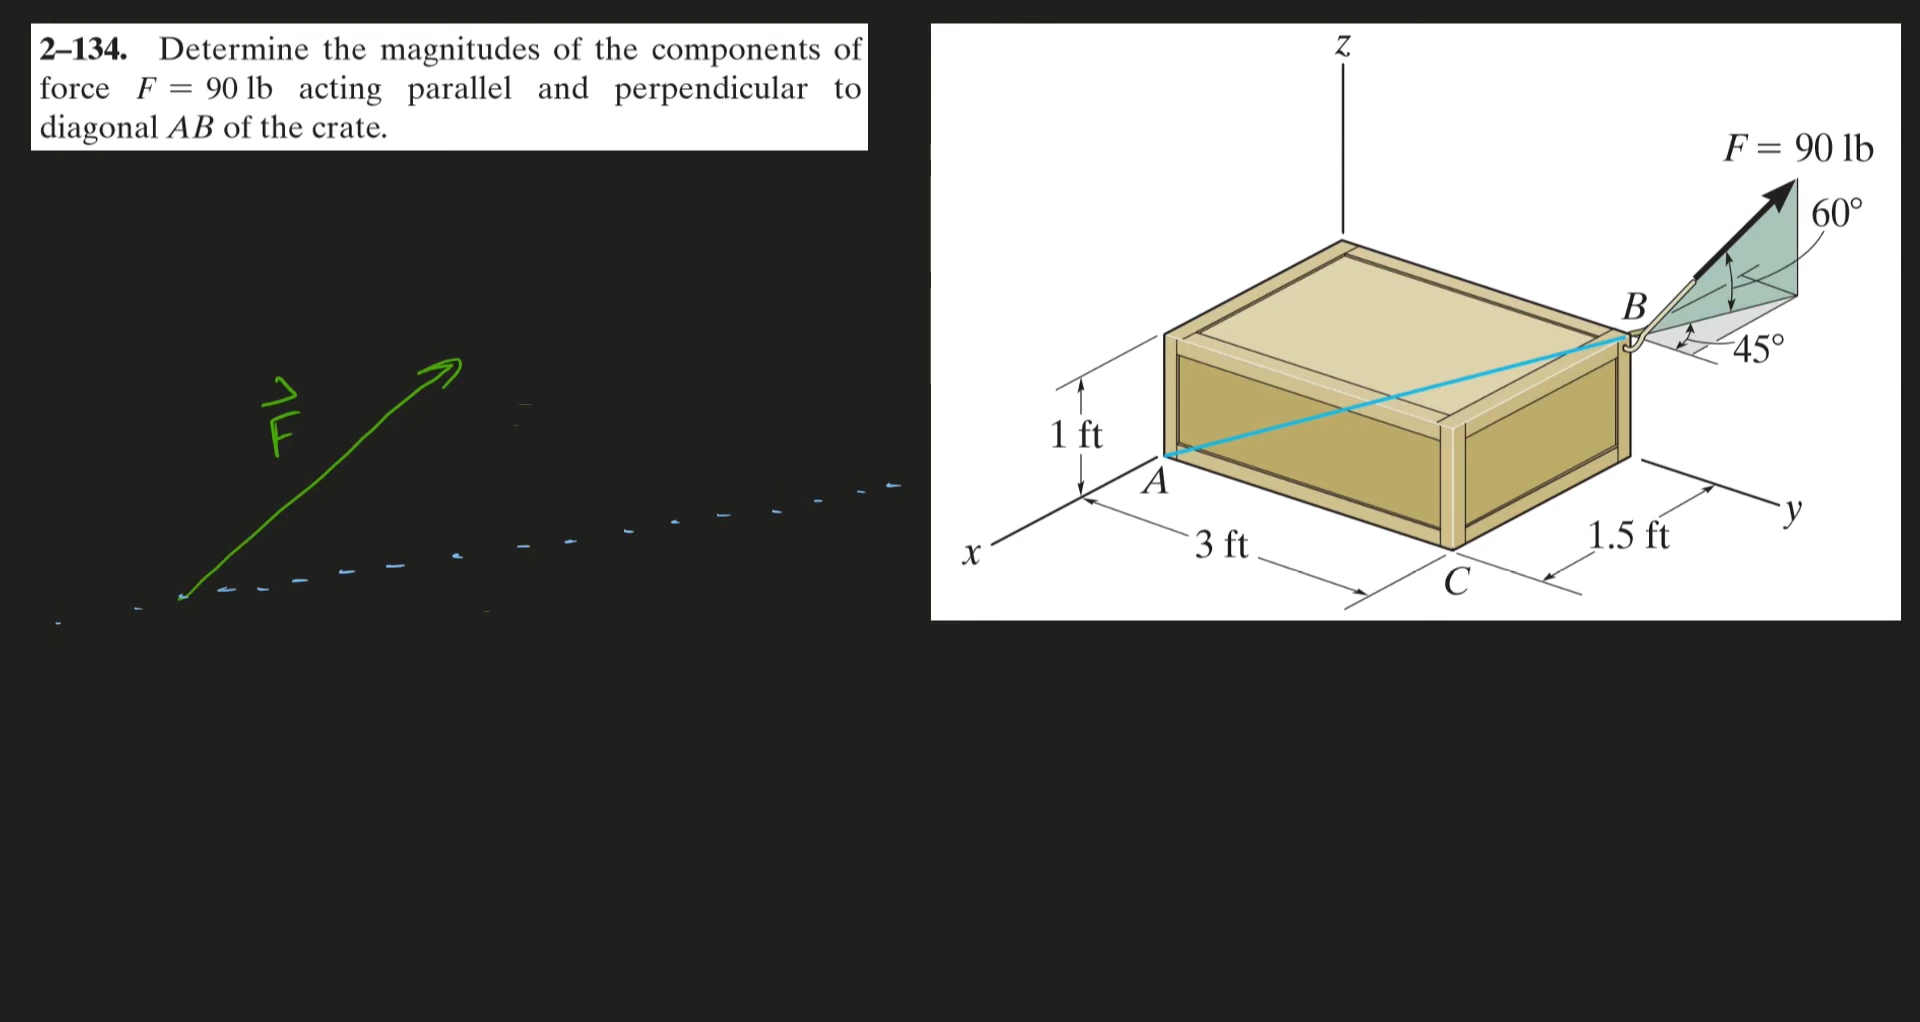 2–134. Determine the magnitudes of the components of
force F = 90 lb acting parallel and perpendicular to
diagonal AB of the crate.
z
F = 90 lb
60°
B
45°
1 ft
A
x
3 ft
C
1.5 ft
y
F